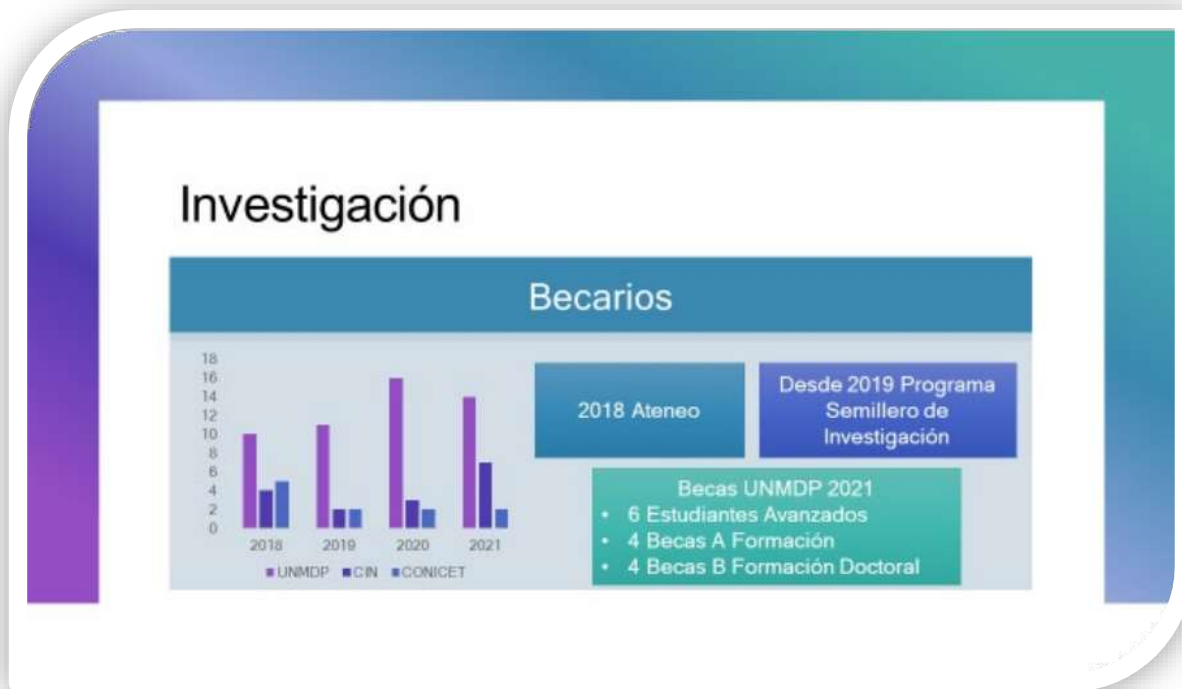 Investigación
Becarios
18
16
14
12
10
8
6
4
2
0
2018 2019 2020 2021
UNMDP CIN CONICET
2018 Ateneo
Desde 2019 Programa
Semillero de
Investigación
Becas UNMDP 2021
• 6 Estudiantes Avanzados
• 4 Becas A Formación
• 4 Becas B Formación Doctoral